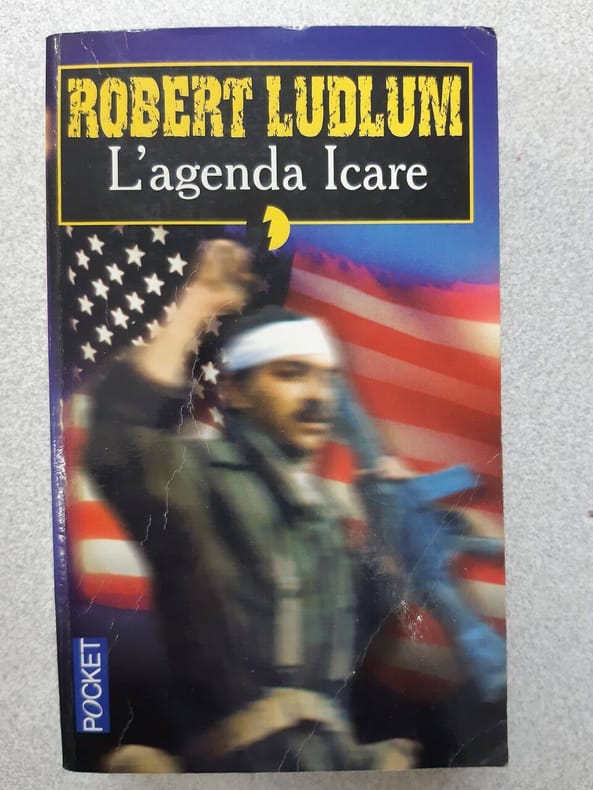 ROBERT LUDLUM
L'agenda Icare
POCKET